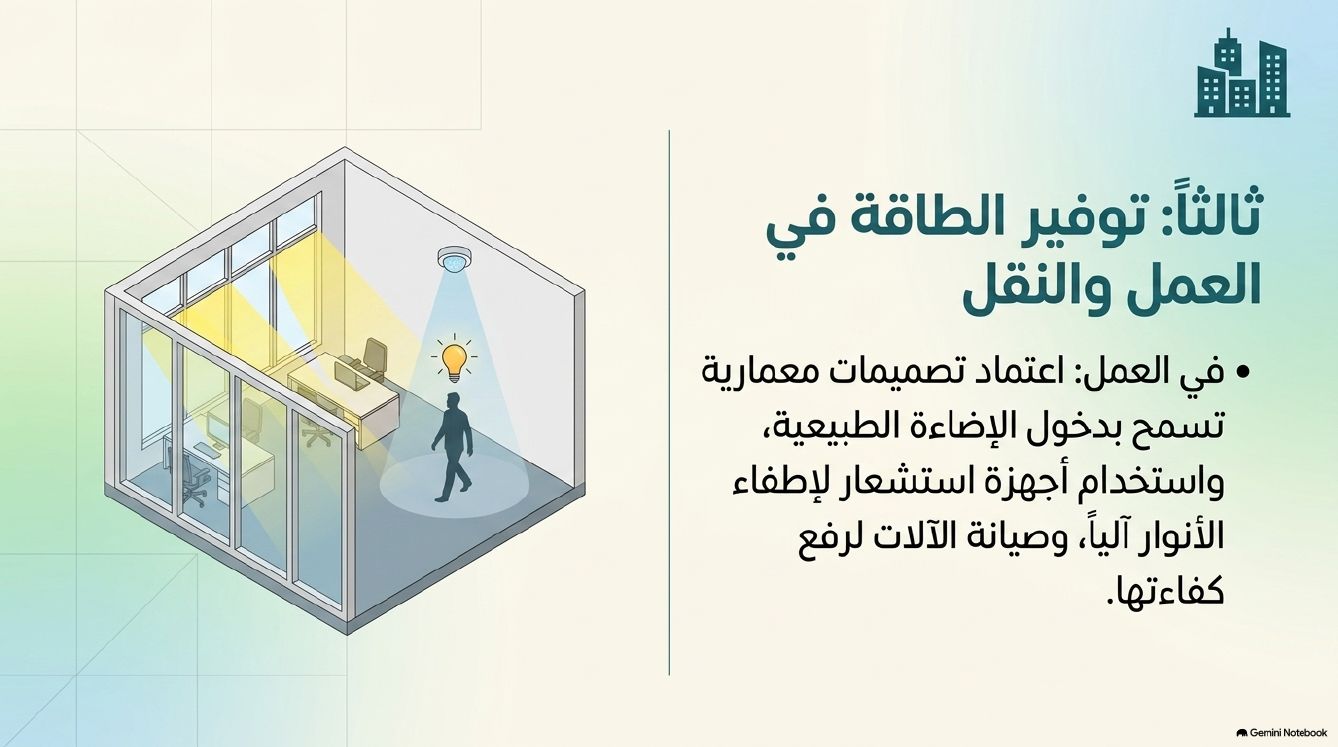 ثالثاً: توفير الطاقة في
العمل والنقل
• في العمل: اعتماد تصميمات معمارية
تسمح بدخول الإضاءة الطبيعية،
واستخدام أجهزة استشعار لإطفاء
الأنوار آلياً، وصيانة الآلات لرفع
كفاءتها.
Gemini Notebook